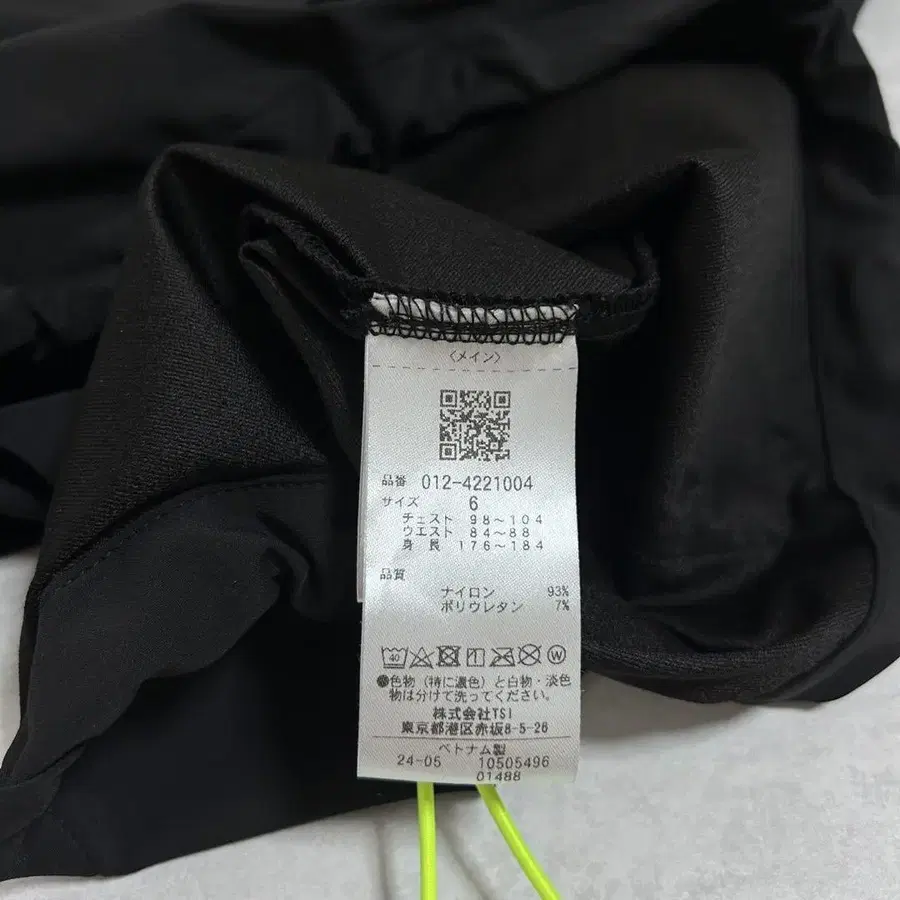 〈メイン〉
品番 012-4221004
サイズ 6
チェスト 98～104
ウエスト 84～88
身長 176～184
品質
ナイロン 93%
ポリウレタン 7%
40
●色物（特に濃色）と白物・淡色
物は分けて洗ってください。
株式会社TSI
東京都港区赤坂8-5-26
ベトナム製
24-05 10505496
01488